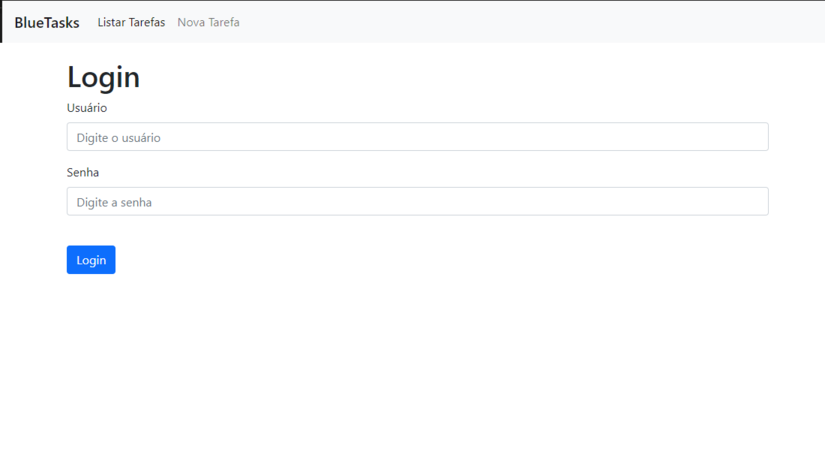 BlueTasks Listar Tarefas Nova Tarefa
Login
Usuário
Digite o usuário
Senha
Digite a senha
Login